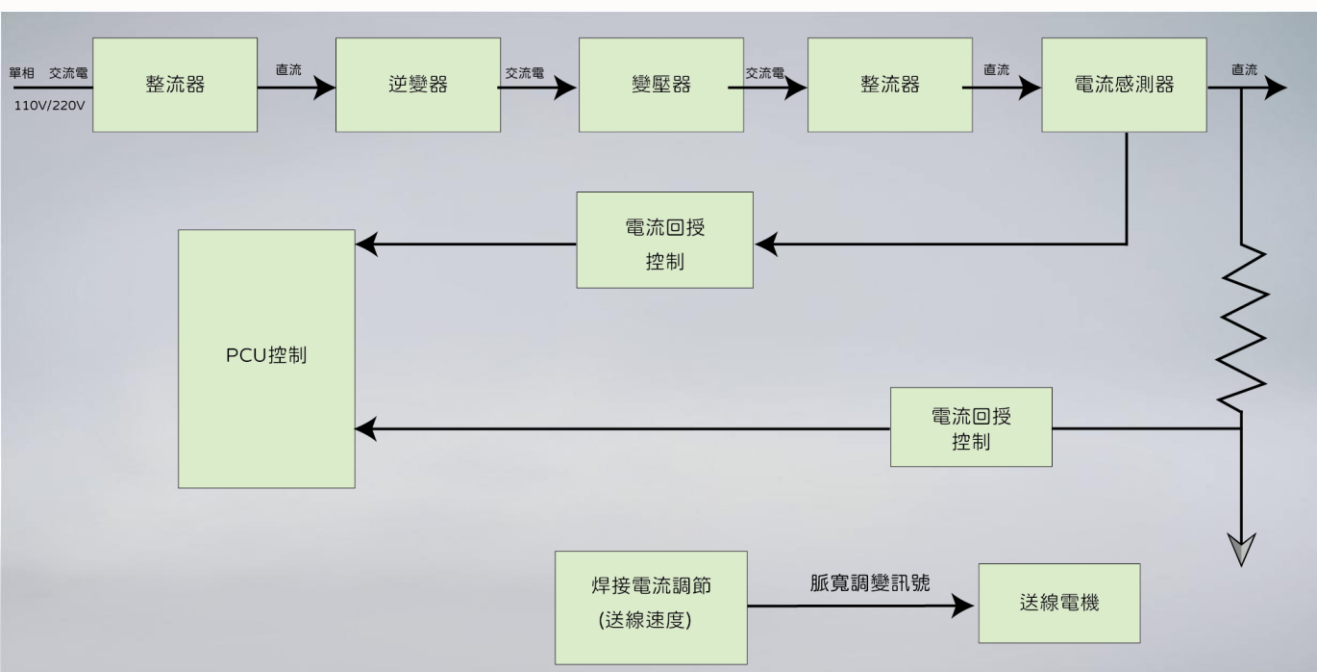 單相 交流電
110V/220V
整流器
直流
逆變器
交流電
變壓器
交流電
整流器
直流
電流感測器
直流
電流回授
控制
PCU控制
電流回授
控制
焊接電流調節
(送線速度)
脈寬調變訊號
送線電機